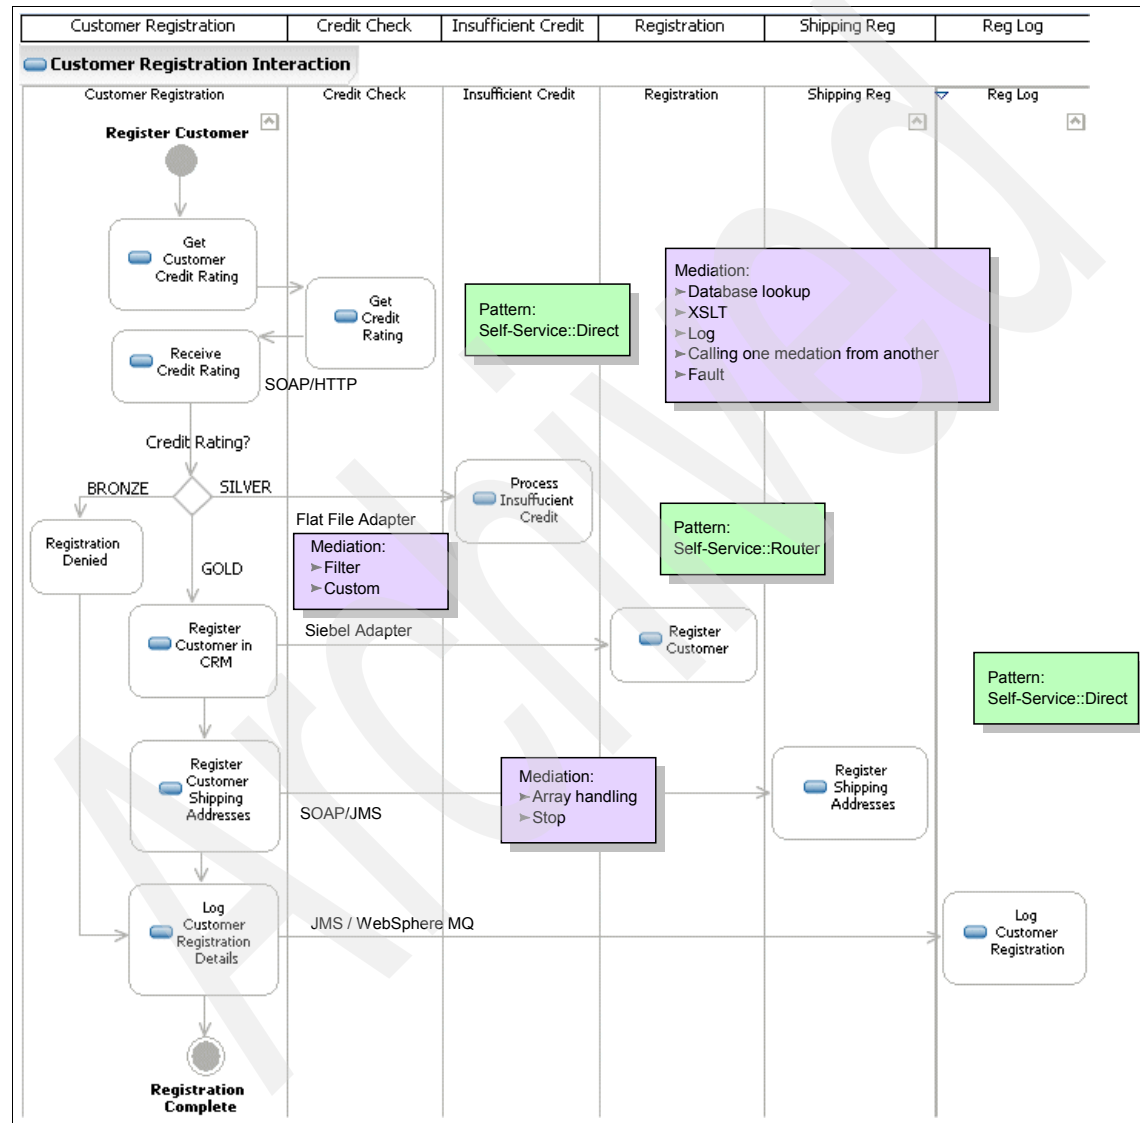 Customer Registration
Credit Check
Insufficient Credit
Registration
Shipping Reg
Reg Log
Customer Registration Interaction
Customer Registration
Credit Check
Insufficient Credit
Registration
Shipping Reg
Reg Log
Register Customer
Get
Customer
Credit Rating
Get
Credit
Rating
Receive
Credit Rating
SOAP/HTTP
Pattern:
Self-Service::Direct
Mediation:
➢Database lookup
➢XSLT
➢Log
➢Calling one medation from another
➢Fault
Credit Rating?
BRONZE
SILVER
GOLD
Process
Insuffucient
Credit
Flat File Adapter
Mediation:
➢Filter
➢Custom
Pattern:
Self-Service::Router
Registration
Denied
Register
Customer in
CRM
Siebel Adapter
Register
Customer
Pattern:
Self-Service::Direct
Register
Customer
Shipping
Addresses
SOAP/JMS
Mediation:
➢Array handling
➢Stop
Register
Shipping
Addresses
Log
Customer
Registration
Details
JMS / WebSphere MQ
Log
Customer
Registration
Registration
Complete
Archived